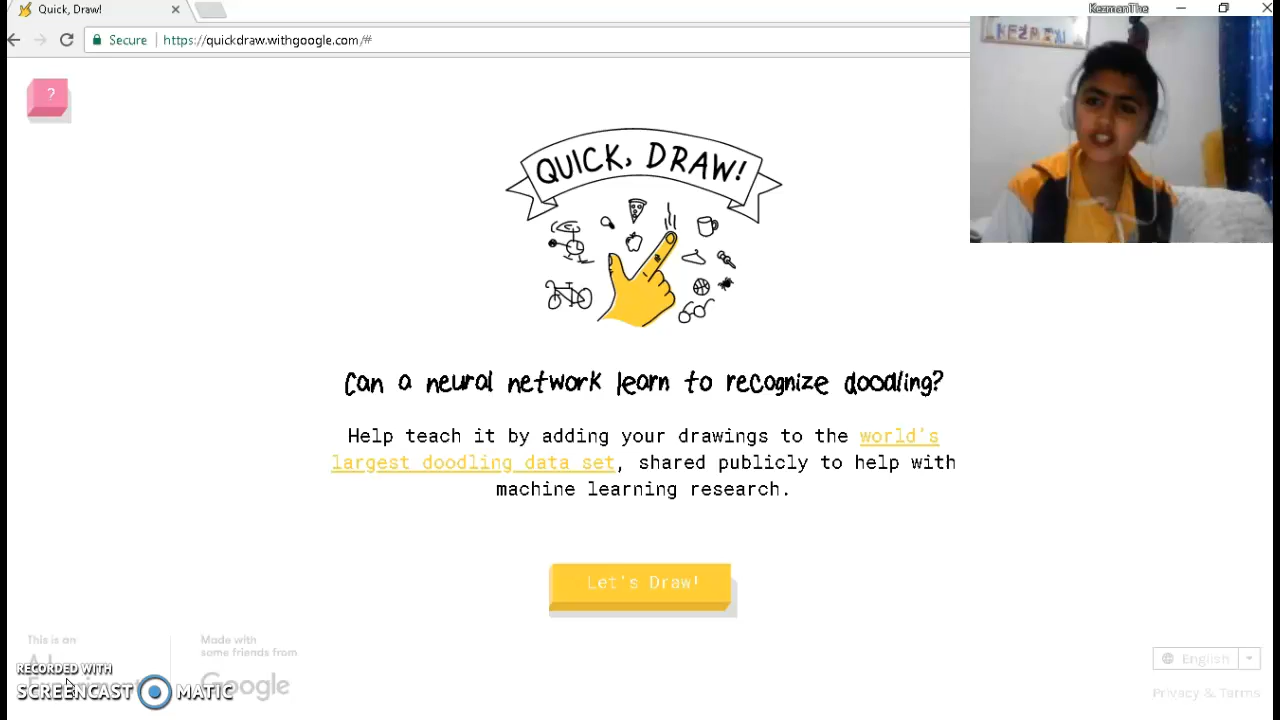 Quick, Draw!
KezmanThe
Secure
https://quickdraw.withgoogle.com/#
?
QUICK, DRAW!
Can a neural network learn to recognize doodling?
Help teach it by adding your drawings to the world's
largest doodling data set, shared publicly to help with
machine learning research.
Let's Draw!
This is an
Made with
some friends from
Google
RECORDED WITH
SCREENCAST MATIC
English
Privacy & Terms